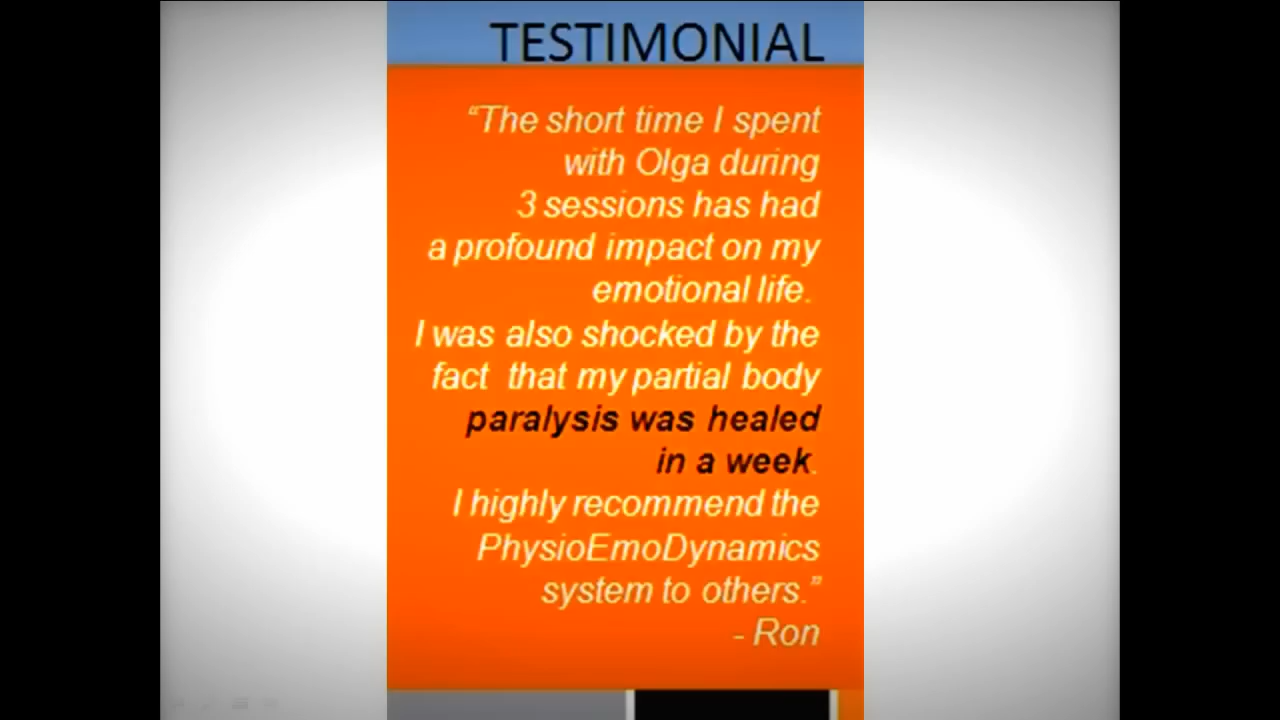 TESTIMONIAL
“The short time I spent
with Olga during
3 sessions has had
a profound impact on my
emotional life.
I was also shocked by the
fact that my partial body
paralysis was healed
in a week.
I highly recommend the
PhysioEmoDynamics
system to others.”
- Ron